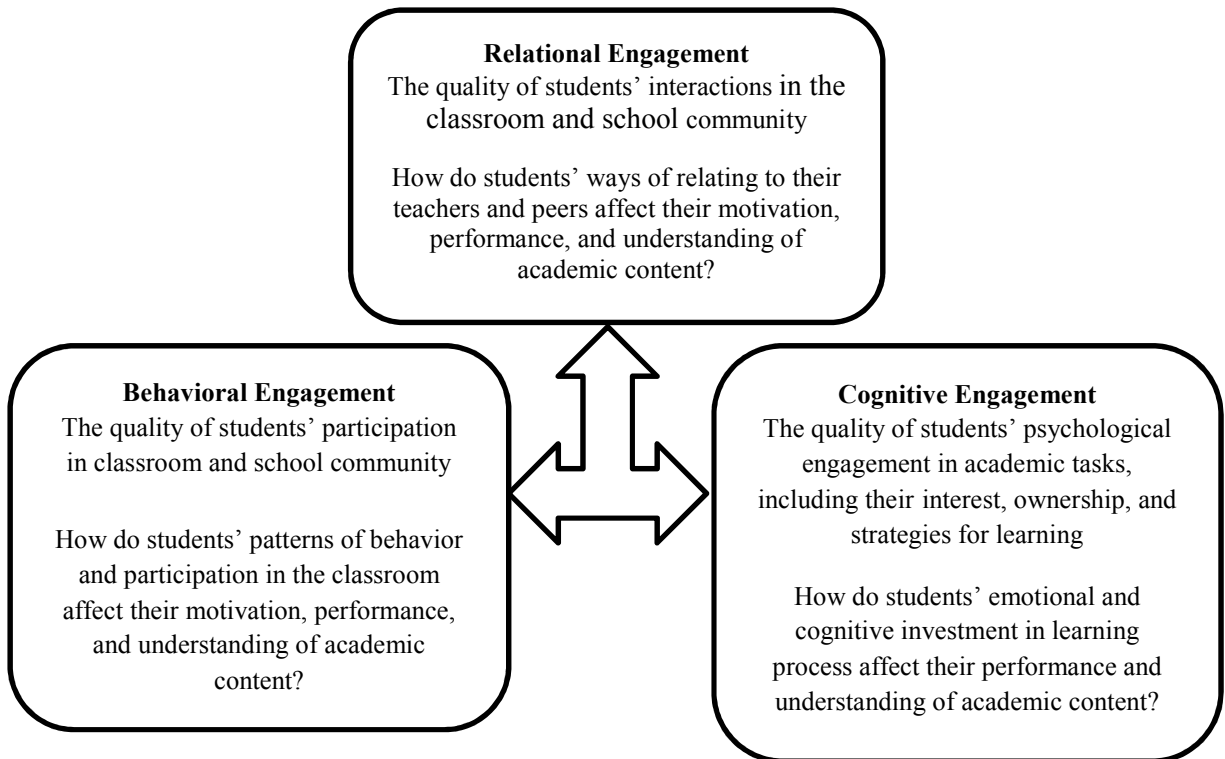 Relational Engagement
The quality of students’ interactions in the
classroom and school community
How do students’ ways of relating to their
teachers and peers affect their motivation,
performance, and understanding of
academic content?
Behavioral Engagement
The quality of students’ participation
in classroom and school community
How do students’ patterns of behavior
and participation in the classroom
affect their motivation, performance,
and understanding of academic
content?
Cognitive Engagement
The quality of students’ psychological
engagement in academic tasks,
including their interest, ownership, and
strategies for learning
How do students’ emotional and
cognitive investment in learning
process affect their performance and
understanding of academic content?